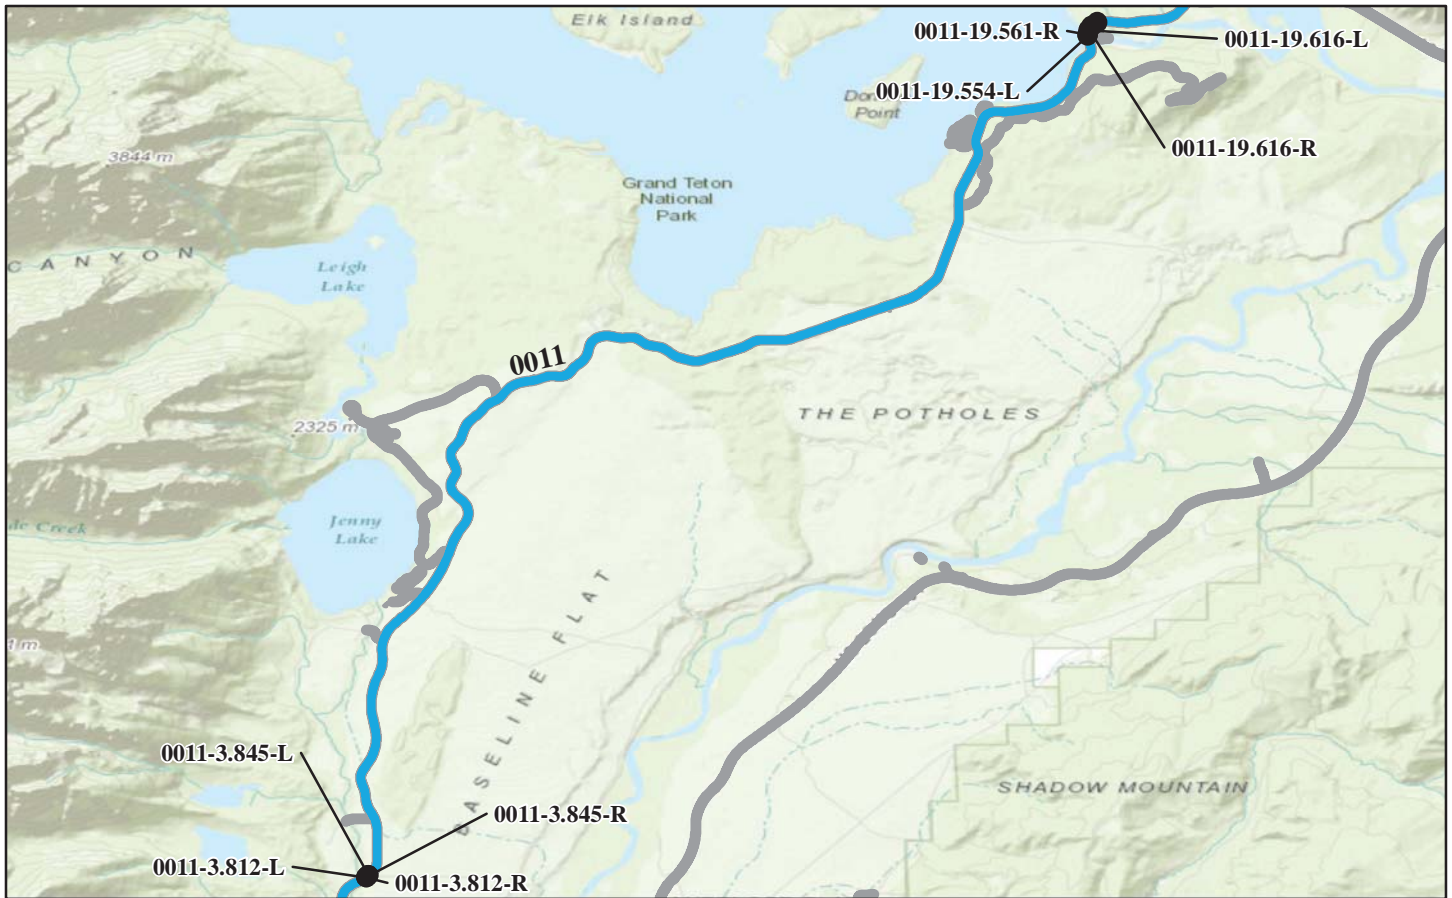 Elk Island
0011-19.561-R
0011-19.616-L
0011-19.554-L
Point
0011-19.616-R
3844 m
Grand Teton
National
Park
CANYON
Leigh
Lake
0011
THE POTHOLES
2325 m
Jenny
Lake
Creek
BASELINE FLAT
1 m
0011-3.845-L
SHADOW MOUNTAIN
0011-3.845-R
0011-3.812-L
0011-3.812-R